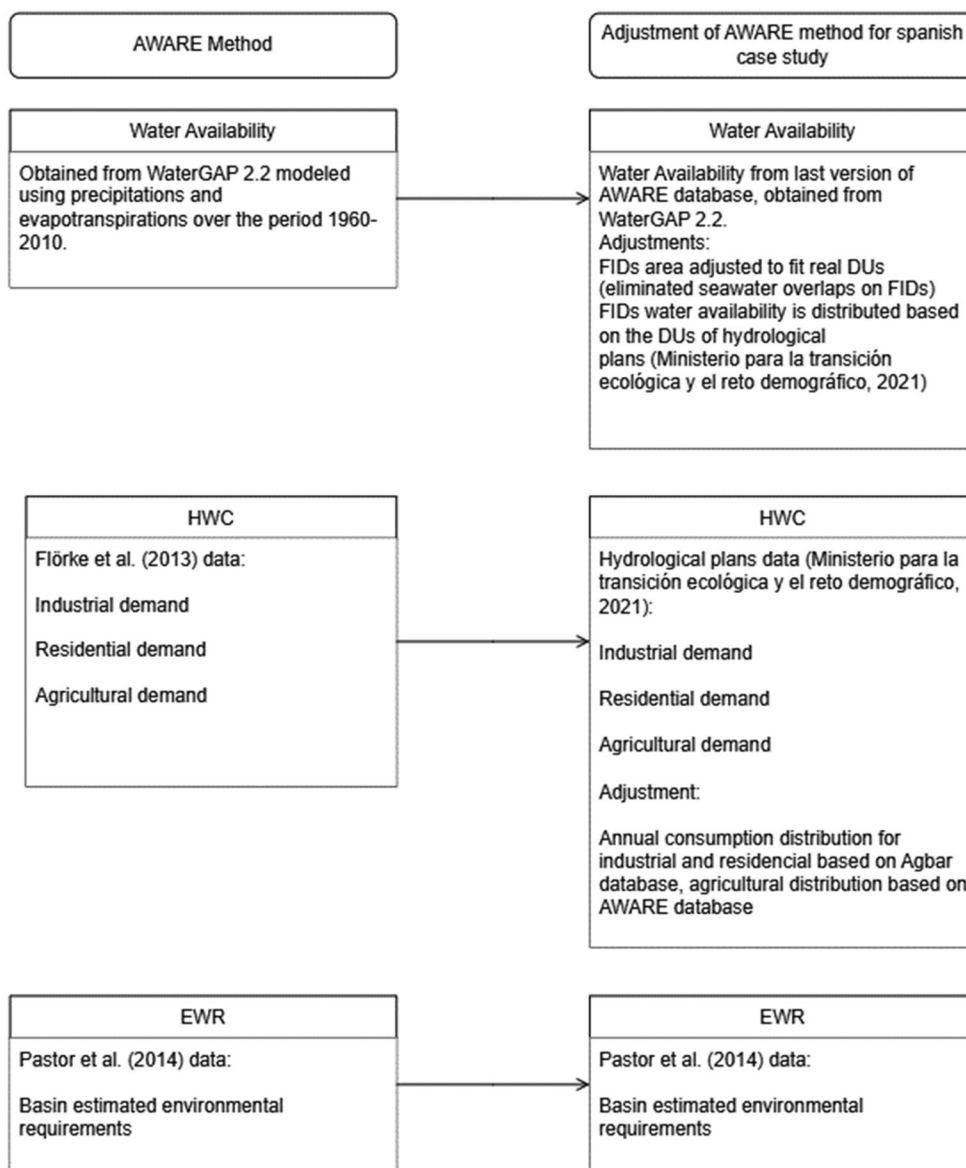 AWARE Method
Adjustment of AWARE method for spanish
case study
Water Availability
Obtained from WaterGAP 2.2 modeled
using precipitations and
evapotranspirations over the period 1960-
2010.
Water Availability
Water Availability from last version of
AWARE database, obtained from
WaterGAP 2.2.
Adjustments:
FIDs area adjusted to fit real DUs
(eliminated seawater overlaps on FIDs)
FIDs water availability is distributed based
on the DUs of hydrological
plans (Ministerio para la transición
ecológica y el reto demográfico, 2021)
HWC
Flörke et al. (2013) data:
Industrial demand
Residential demand
Agricultural demand
HWC
Hydrological plans data (Ministerio para la
transición ecológica y el reto demográfico,
2021):
Industrial demand
Residential demand
Agricultural demand
Adjustment:
Annual consumption distribution for
industrial and residencial based on Agbar
database, agricultural distribution based on
AWARE database
EWR
Pastor et al. (2014) data:
Basin estimated environmental
requirements
EWR
Pastor et al. (2014) data:
Basin estimated environmental
requirements